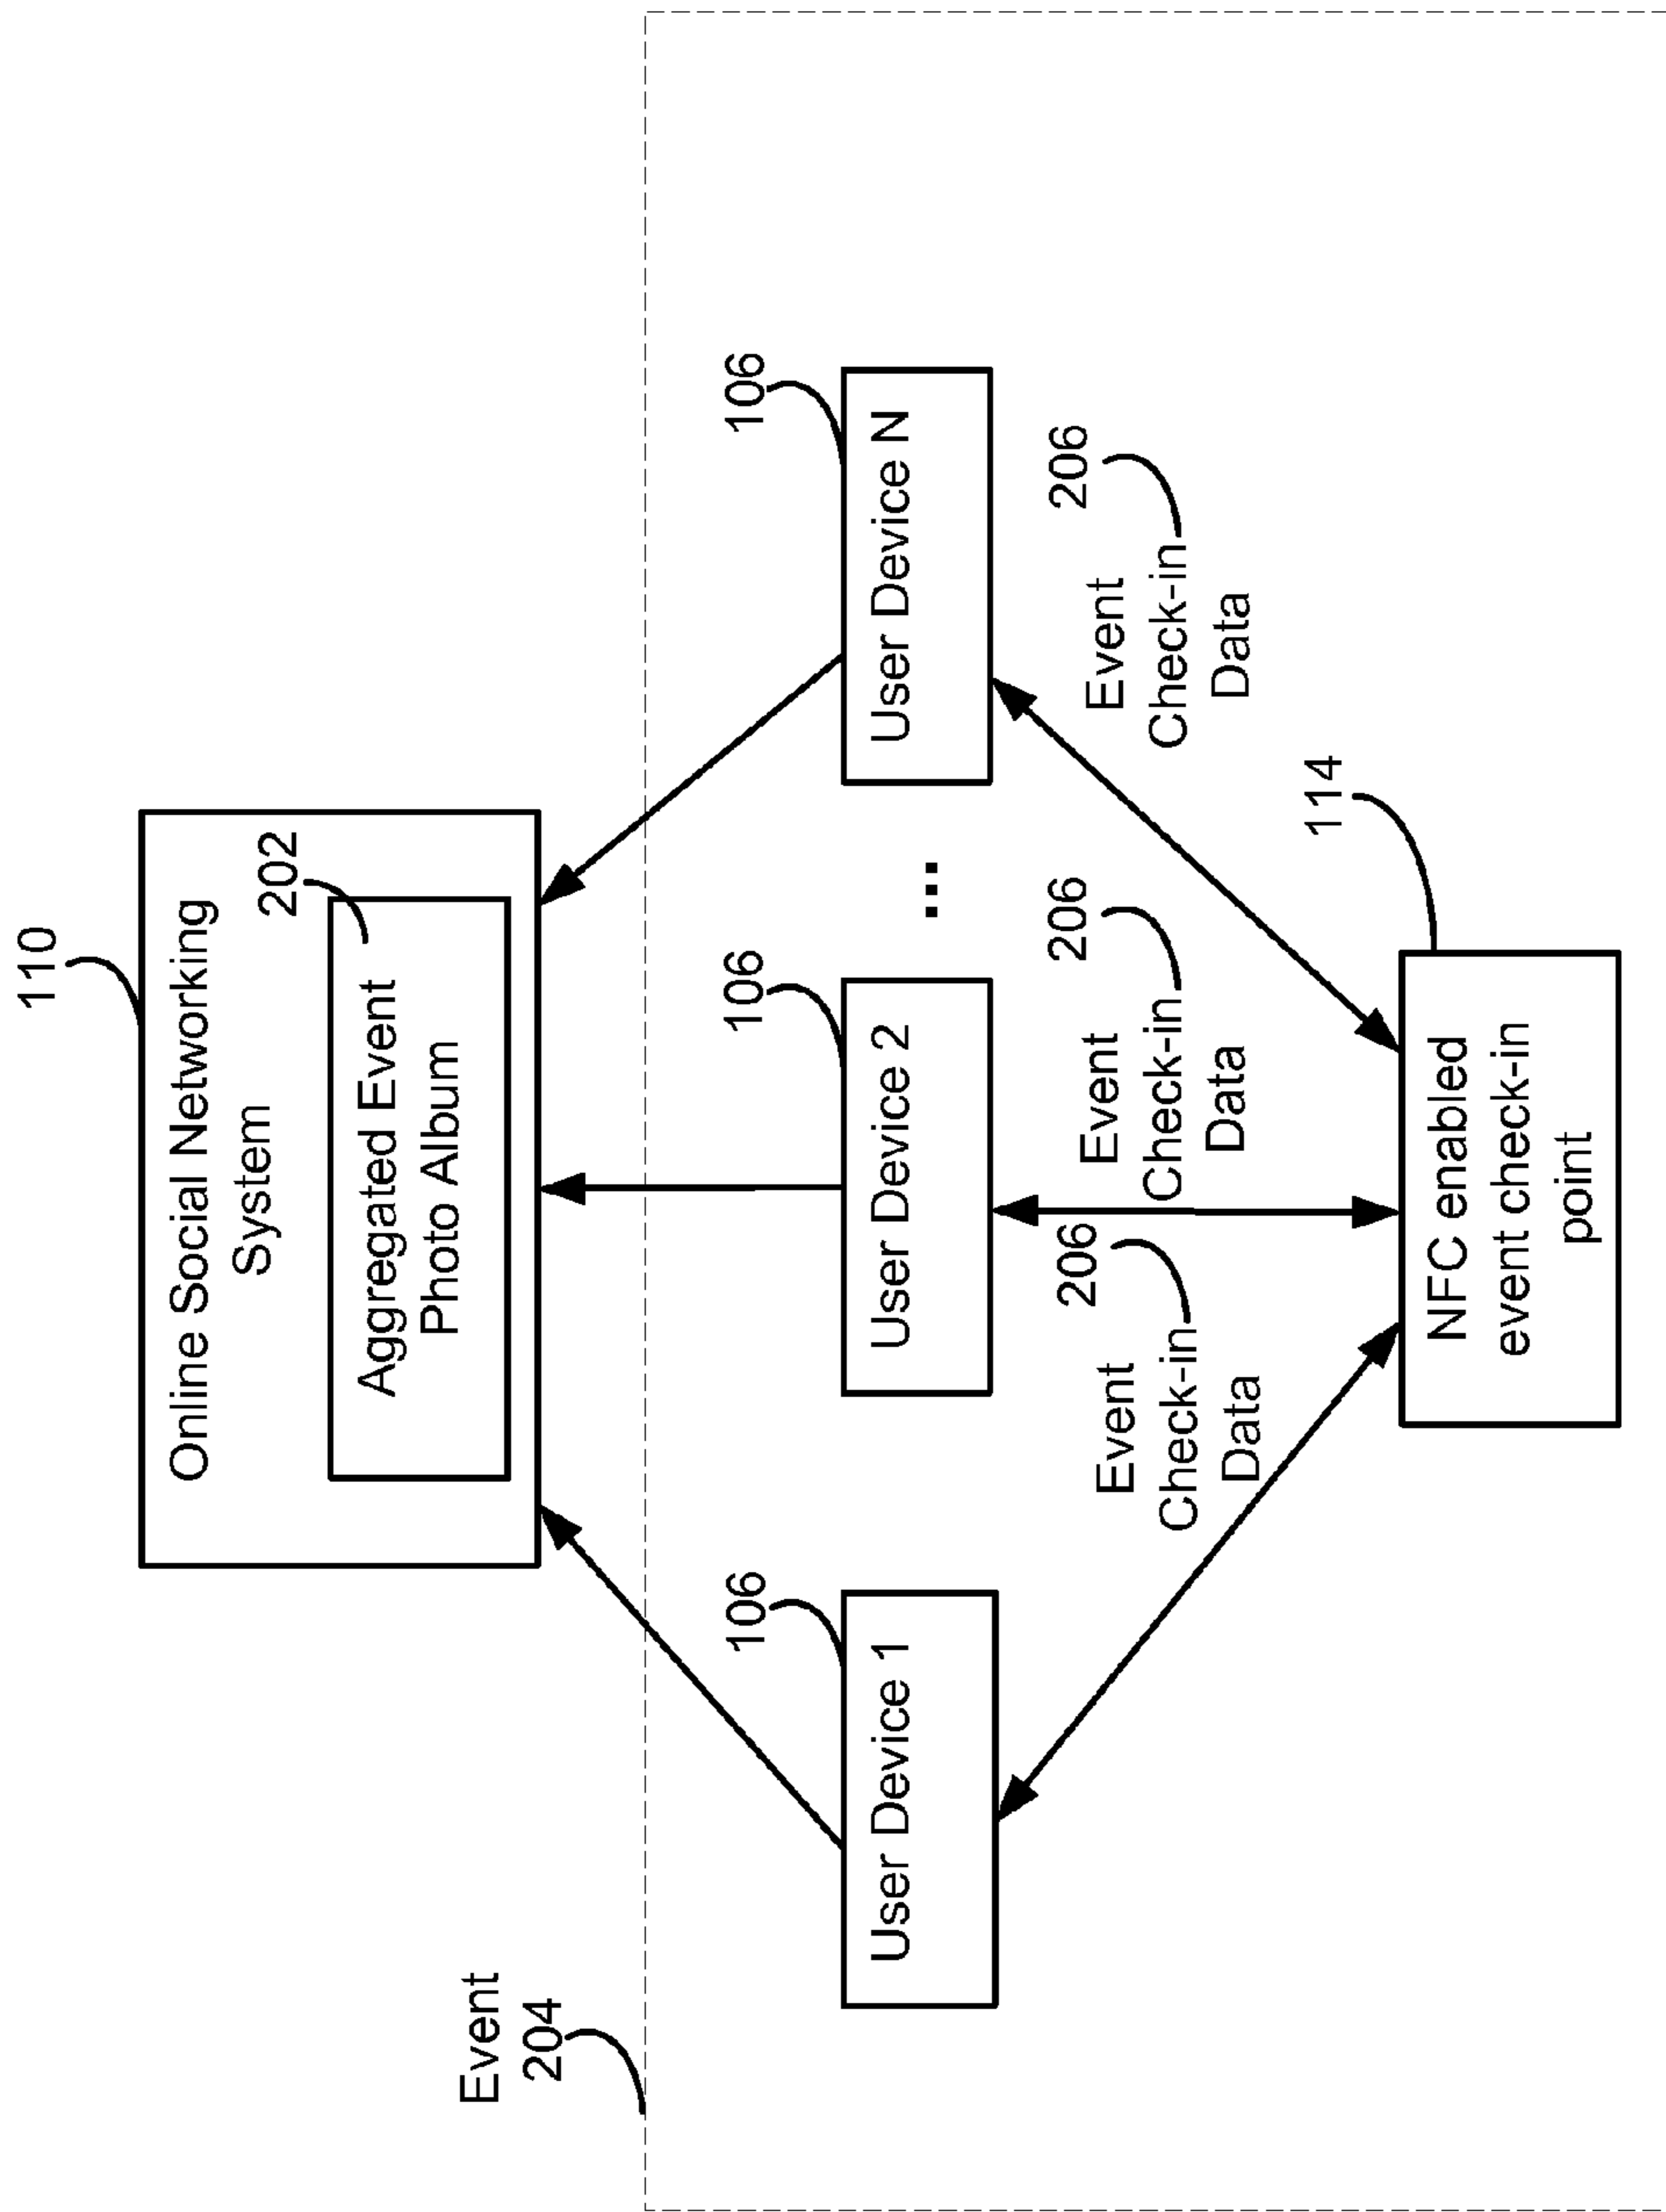 110
Online Social Networking
System
202
Aggregated Event
Photo Album
Event
204
106
User Device 1
106
User Device 2
...
106
User Device N
206
Event
Check-in
Data
206
Event
Check-in
Data
206
Event
Check-in
Data
114
NFC enabled
event check-in
point